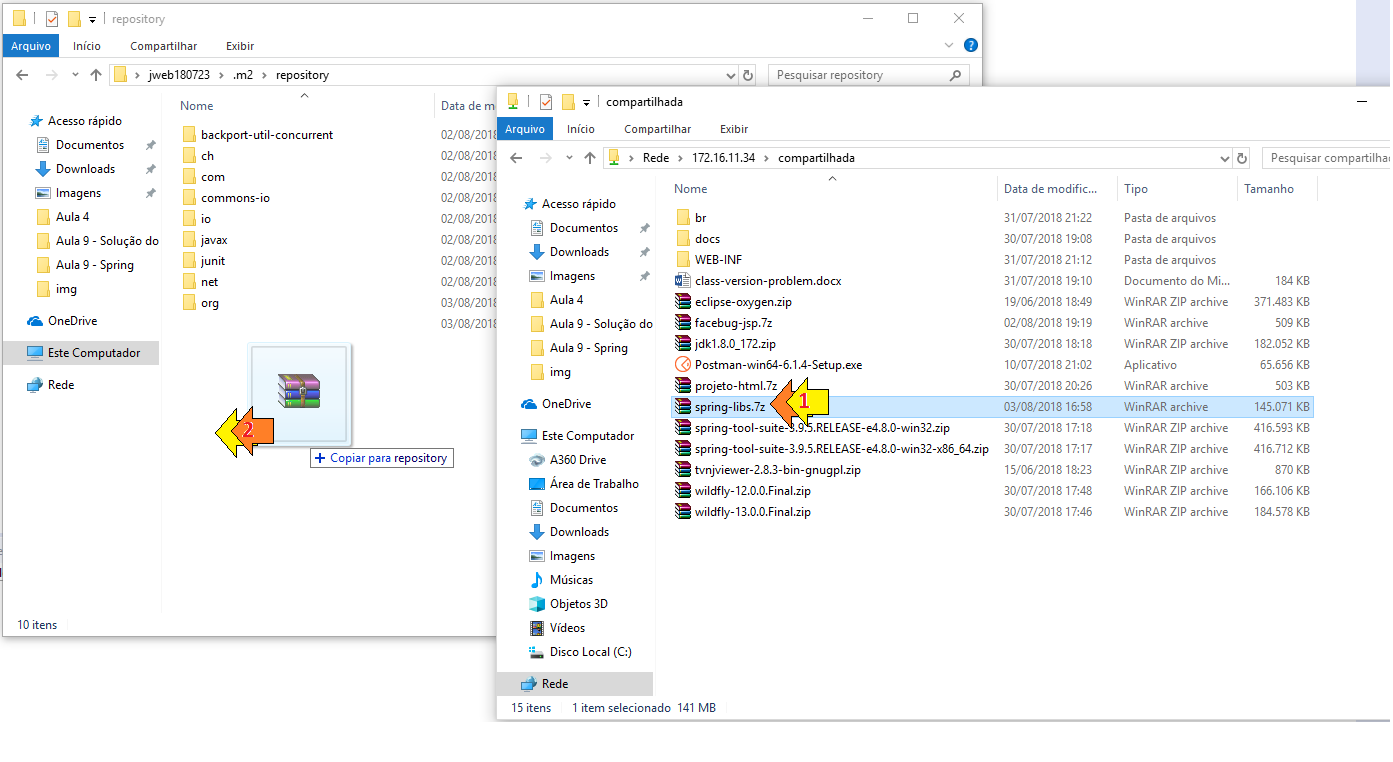 repository
Arquivo Início Compartilhar Exibir
jweb180723 .m2 repository
Pesquisar repository
Acesso rápido
Documentos
Downloads
Imagens
Aula 4
Aula 9 - Solução do
Aula 9 - Spring
img
OneDrive
Este Computador
Rede
Nome Data de m
backport-util-concurrent 02/08/2018
ch 02/08/2018
com 02/08/2018
commons-io 02/08/2018
io 02/08/2018
javax 02/08/2018
junit 02/08/2018
net 02/08/2018
org 03/08/2018
03/08/2018
2
+ Copiar para repository
10 itens
compartilhada
Arquivo Início Compartilhar Exibir
Rede 172.16.11.34 compartilhada
Pesquisar compartilha
Acesso rápido
Documentos
Downloads
Imagens
Aula 4
Aula 9 - Solução do
Aula 9 - Spring
img
OneDrive
Este Computador
A360 Drive
Área de Trabalho
Documentos
Downloads
Imagens
Músicas
Objetos 3D
Vídeos
Disco Local (C:)
Rede
Nome Data de modific... Tipo Tamanho
br 31/07/2018 21:22 Pasta de arquivos
docs 30/07/2018 19:08 Pasta de arquivos
WEB-INF 31/07/2018 21:12 Pasta de arquivos
class-version-problem.docx 31/07/2018 19:10 Documento do Mi... 184 KB
eclipse-oxygen.zip 19/06/2018 18:49 WinRAR ZIP archive 371.483 KB
facebug-jsp.7z 02/08/2018 19:19 WinRAR archive 509 KB
jdk1.8.0_172.zip 30/07/2018 18:18 WinRAR ZIP archive 182.052 KB
Postman-win64-6.1.4-Setup.exe 10/07/2018 21:02 Aplicativo 65.656 KB
projeto-html.7z 30/07/2018 20:26 WinRAR archive 503 KB
spring-libs.7z 1 03/08/2018 16:58 WinRAR archive 145.071 KB
spring-tool-suite-3.9.5.RELEASE-e4.8.0-win32.zip 30/07/2018 17:18 WinRAR ZIP archive 416.593 KB
spring-tool-suite-3.9.5.RELEASE-e4.8.0-win32-x86_64.zip 30/07/2018 17:17 WinRAR ZIP archive 416.712 KB
tvnjviewer-2.8.3-bin-gnugpl.zip 15/06/2018 18:23 WinRAR ZIP archive 870 KB
wildfly-12.0.0.Final.zip 30/07/2018 17:48 WinRAR ZIP archive 166.106 KB
wildfly-13.0.0.Final.zip 30/07/2018 17:46 WinRAR ZIP archive 184.578 KB
15 itens 1 item selecionado 141 MB